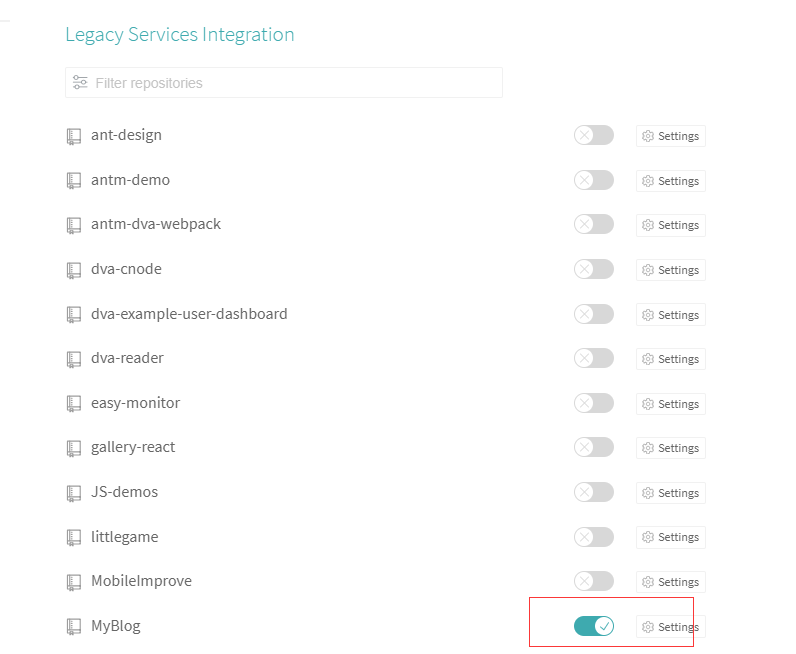 Legacy Services Integration
Filter repositories
ant-design Settings
antm-demo Settings
antm-dva-webpack Settings
dva-cnode Settings
dva-example-user-dashboard Settings
dva-reader Settings
easy-monitor Settings
gallery-react Settings
JS-demos Settings
littlegame Settings
MobileImprove Settings
MyBlog Settings